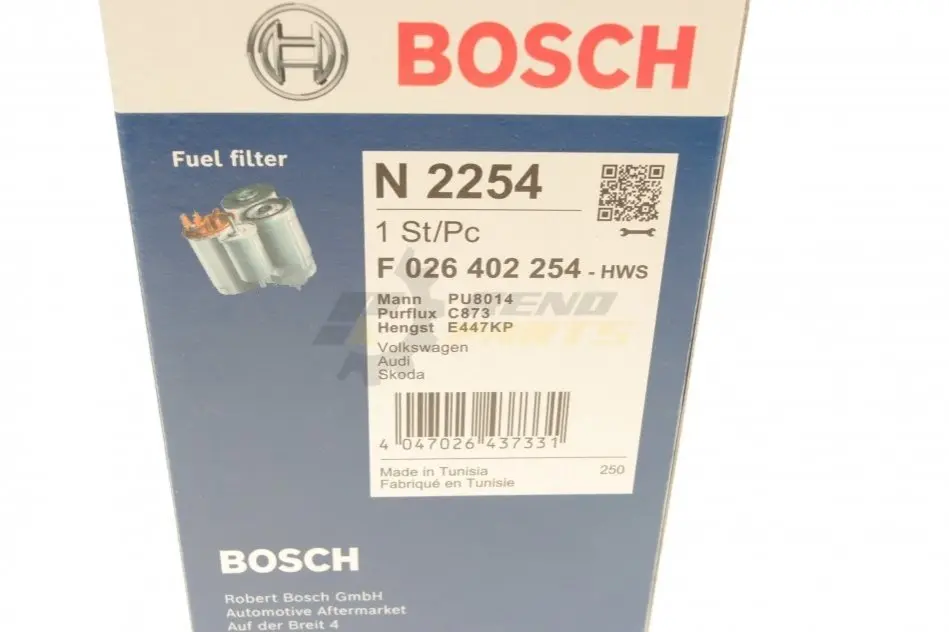 BOSCH
Fuel filter
N 2254
1 St/Pc
F 026 402 254 - HWS
Mann PU8014
Purflux C873
Hengst E447KP
Volkswagen
Audi
Skoda
4 047026 437331
Made in Tunisia 250
Fabriqué en Tunisie
BOSCH
Robert Bosch GmbH
Automotive Aftermarket
Auf der Breit 4